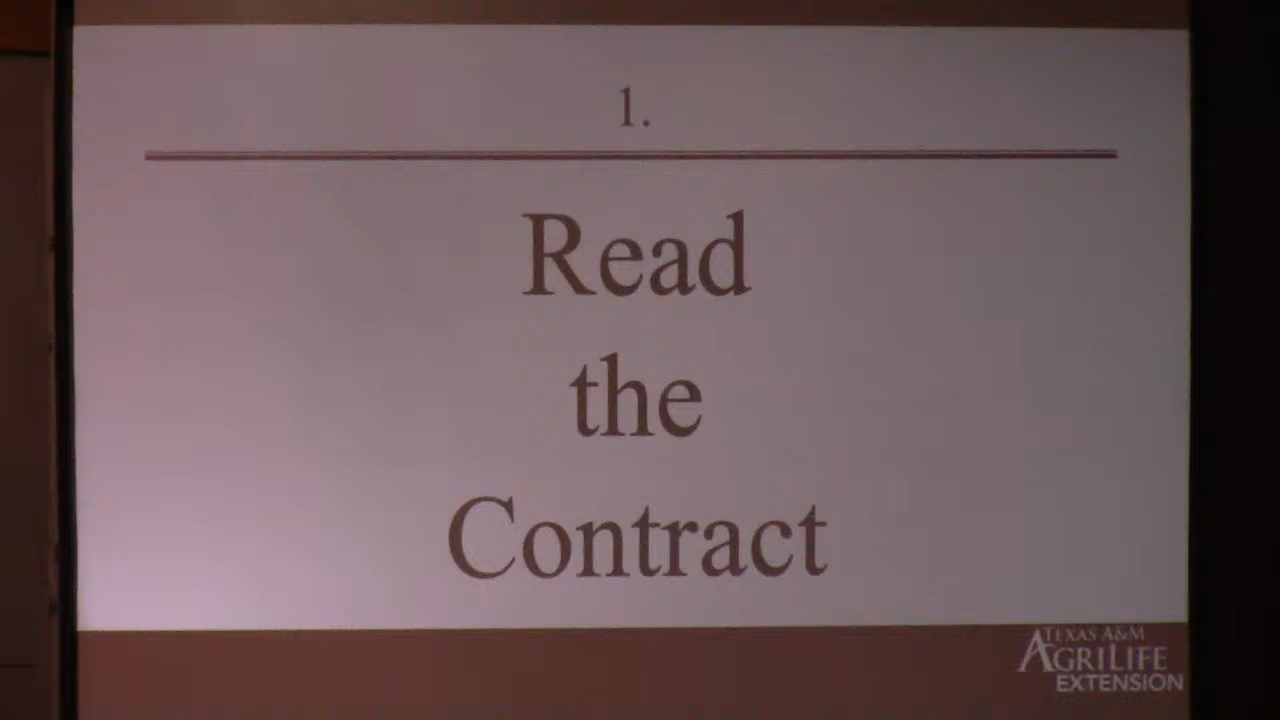 1.
Read
the
Contract
TEXAS A&M
AGRILIFE
EXTENSION